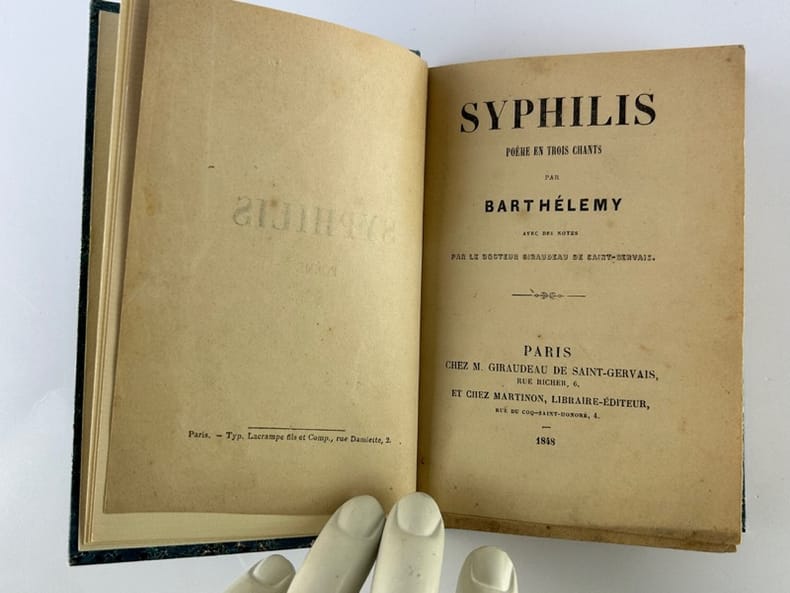 SYPHILIS
POÈME
Paris. — Typ. Lacrampe fils et Comp., rue Damiette, 2.
SYPHILIS
POÈME EN TROIS CHANTS
PAR
BARTHÉLEMY
AVEC DES NOTES
PAR LE DOCTEUR GIRAUDEAU DE SAINT-GERVAIS.
PARIS
CHEZ M. GIRAUDEAU DE SAINT-GERVAIS,
RUE RICHER, 6,
ET CHEZ MARTINON, LIBRAIRE-ÉDITEUR,
RUE DU COQ-SAINT-HONORÉ, 4.
1848